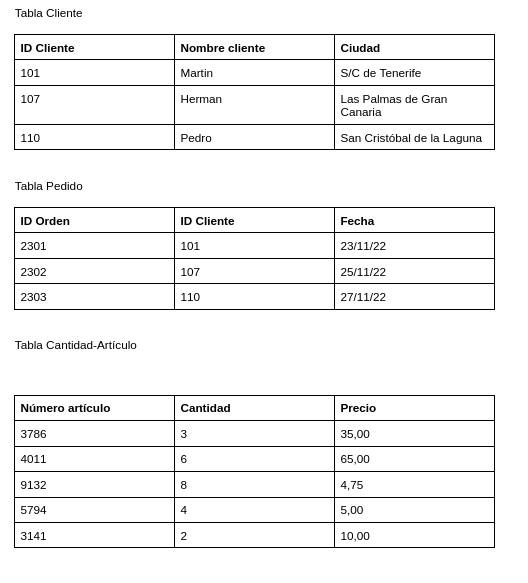 Tabla Cliente
ID Cliente Nombre cliente Ciudad
101 Martin S/C de Tenerife
107 Herman Las Palmas de Gran
Canaria
110 Pedro San Cristóbal de la Laguna
Tabla Pedido
ID Orden ID Cliente Fecha
2301 101 23/11/22
2302 107 25/11/22
2303 110 27/11/22
Tabla Cantidad-Artículo
Número artículo Cantidad Precio
3786 3 35,00
4011 6 65,00
9132 8 4,75
5794 4 5,00
3141 2 10,00